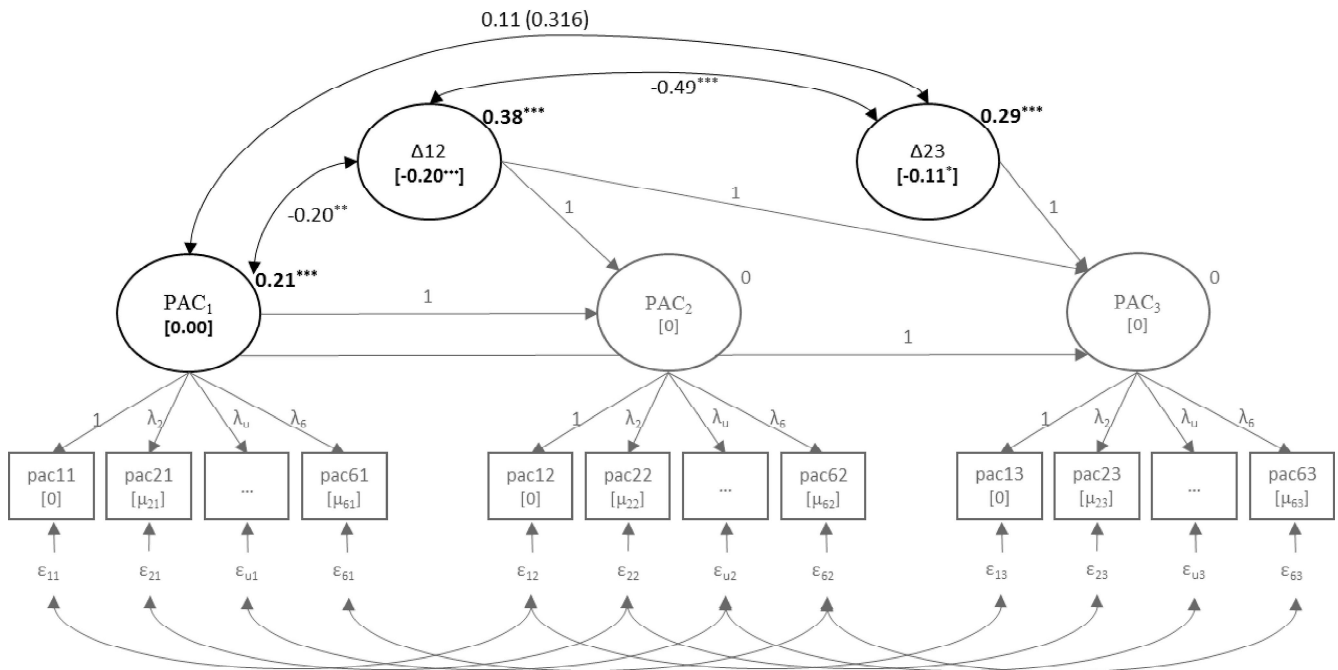 0.11 (0.316)
-0.49***
0.38***
0.29***
Δ12
[-0.20***]
Δ23
[-0.11*]
-0.20**
1
1
1
0.21***
0
0
PAC₁
[0.00]
1
PAC₂
[0]
PAC₃
[0]
1
1 λ₂ λᵤ λ₆
1 λ₂ λᵤ λ₆
1 λ₂ λᵤ λ₆
pac11 pac21 ... pac61
[0] [μ₂₁] [μ₆₁]
pac12 pac22 ... pac62
[0] [μ₂₂] [μ₆₂]
pac13 pac23 ... pac63
[0] [μ₂₃] [μ₆₃]
ε₁₁ ε₂₁ εᵤ₁ ε₆₁
ε₁₂ ε₂₂ εᵤ₂ ε₆₂
ε₁₃ ε₂₃ εᵤ₃ ε₆₃